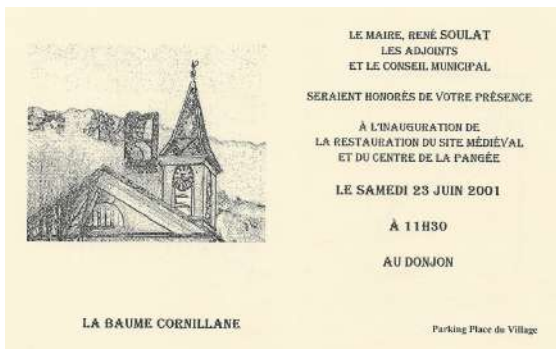 LE MAIRE, RENÉ SOULAT
LES ADJOINTS
ET LE CONSEIL MUNICIPAL
SERAIENT HONORÉS DE VOTRE PRÉSENCE
À L'INAUGURATION DE
LA RESTAURATION DU SITE MÉDIÉVAL
ET DU CENTRE DE LA PANGÉE
LE SAMEDI 23 JUIN 2001
À 11H30
AU DONJON
LA BAUME CORNILLANE
Parking Place du Village